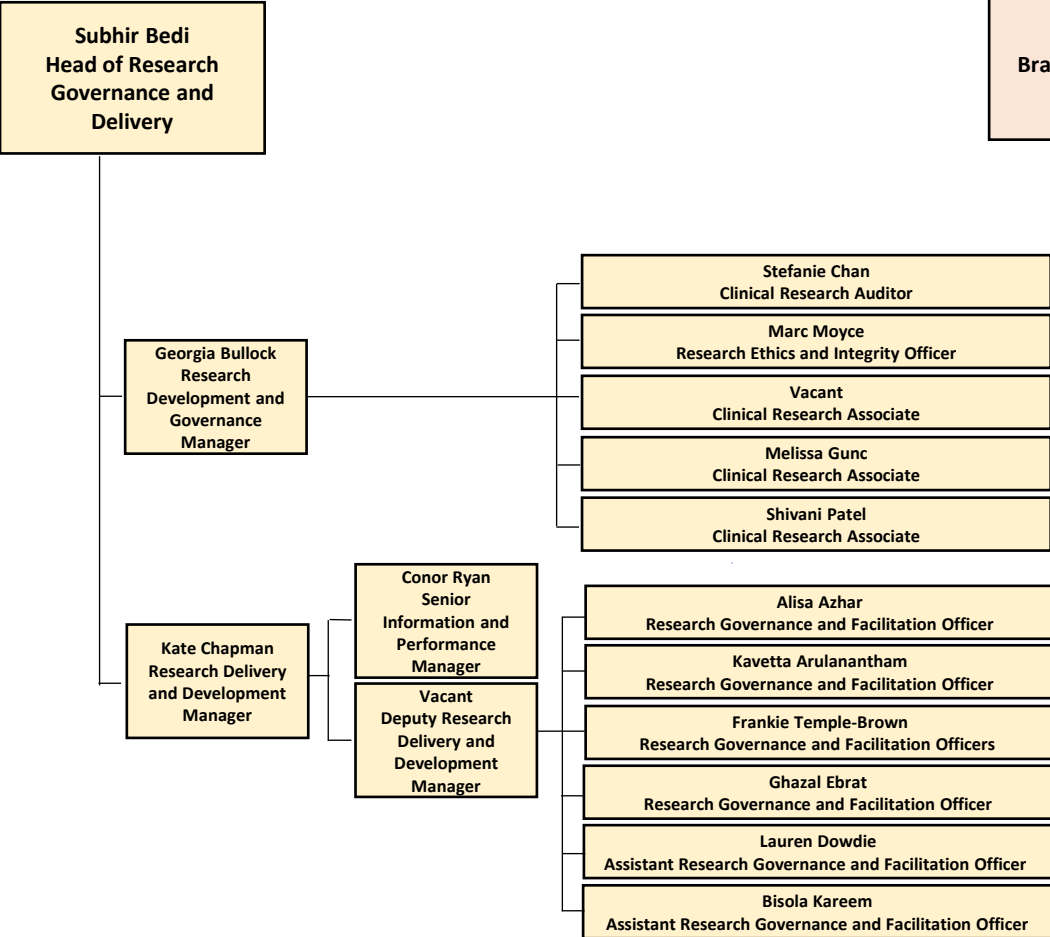 Subhir Bedi
Head of Research
Governance and
Delivery
Stefanie Chan
Clinical Research Auditor
Marc Moyce
Research Ethics and Integrity Officer
Georgia Bullock
Research
Development and
Governance
Manager
Vacant
Clinical Research Associate
Melissa Gunc
Clinical Research Associate
Shivani Patel
Clinical Research Associate
Kate Chapman
Research Delivery
and Development
Manager
Conor Ryan
Senior
Information and
Performance
Manager
Vacant
Deputy Research
Delivery and
Development
Manager
Alisa Azhar
Research Governance and Facilitation Officer
Kavetta Arulanantham
Research Governance and Facilitation Officer
Frankie Temple-Brown
Research Governance and Facilitation Officers
Ghazal Ebrat
Research Governance and Facilitation Officer
Lauren Dowdie
Assistant Research Governance and Facilitation Officer
Bisola Kareem
Assistant Research Governance and Facilitation Officer